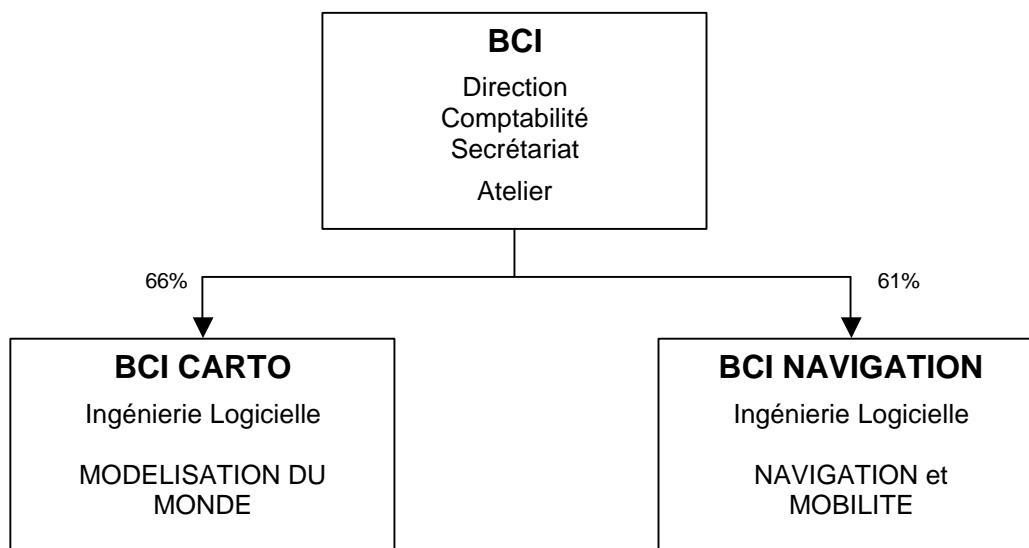 BCI
Direction
Comptabilité
Secrétariat
Atelier
66%
61%
BCI CARTO
Ingénierie Logicielle
MODELISATION DU
MONDE
BCI NAVIGATION
Ingénierie Logicielle
NAVIGATION et
MOBILITE